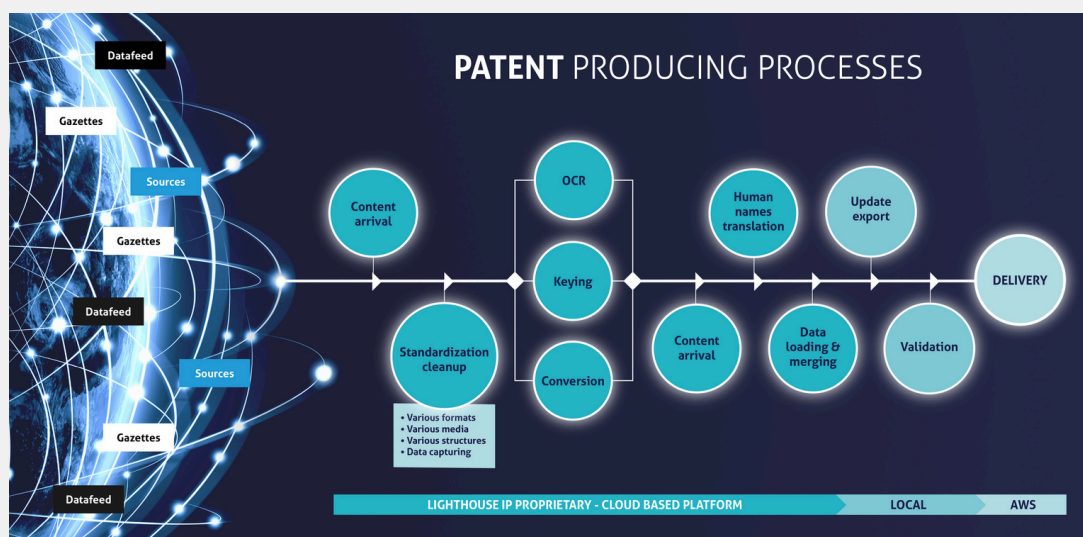 PATENT PRODUCING PROCESSES
Datafeed
Gazettes
Sources
Gazettes
Datafeed
Sources
Gazettes
Datafeed
Content
arrival
Standardization
cleanup
• Various formats
• Various media
• Various structures
• Data capturing
OCR
Keying
Conversion
Content
arrival
Human
names
translation
Data
loading &
merging
Update
export
Validation
DELIVERY
LIGHTHOUSE IP PROPRIETARY - CLOUD BASED PLATFORM
LOCAL
AWS